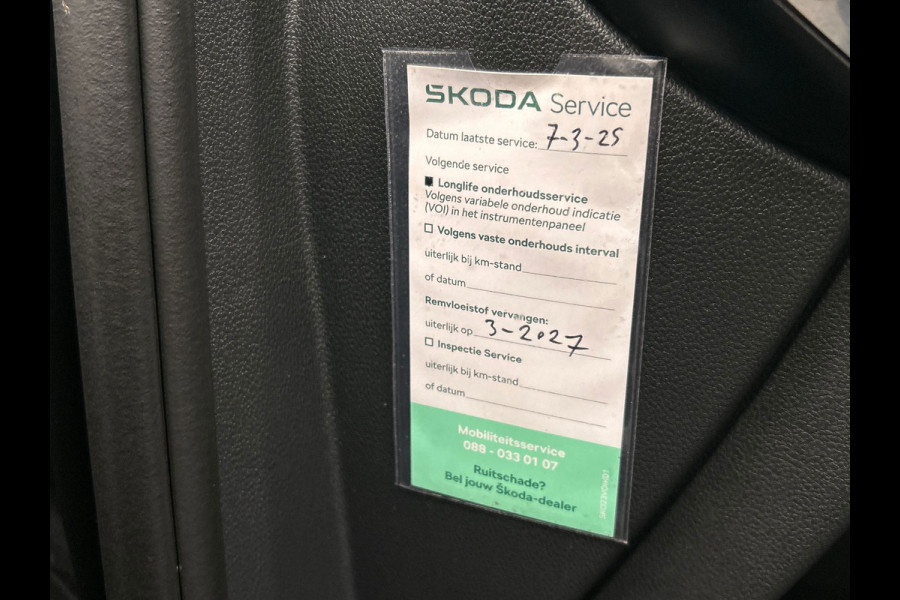 ŠKODA Service
Datum laatste service: 7-3-25
Volgende service
Longlife onderhoudsservice
Volgens variabele onderhoud indicatie
(VOI) in het instrumentenpaneel
Volgens vaste onderhouds interval
uiterlijk bij km-stand
of datum
Remvloeistof vervangen:
uiterlijk op 3-2027
Inspectie Service
uiterlijk bij km-stand
of datum
Mobiliteitsservice
088 - 033 01 07
Ruitschade?
Bel jouw Škoda-dealer